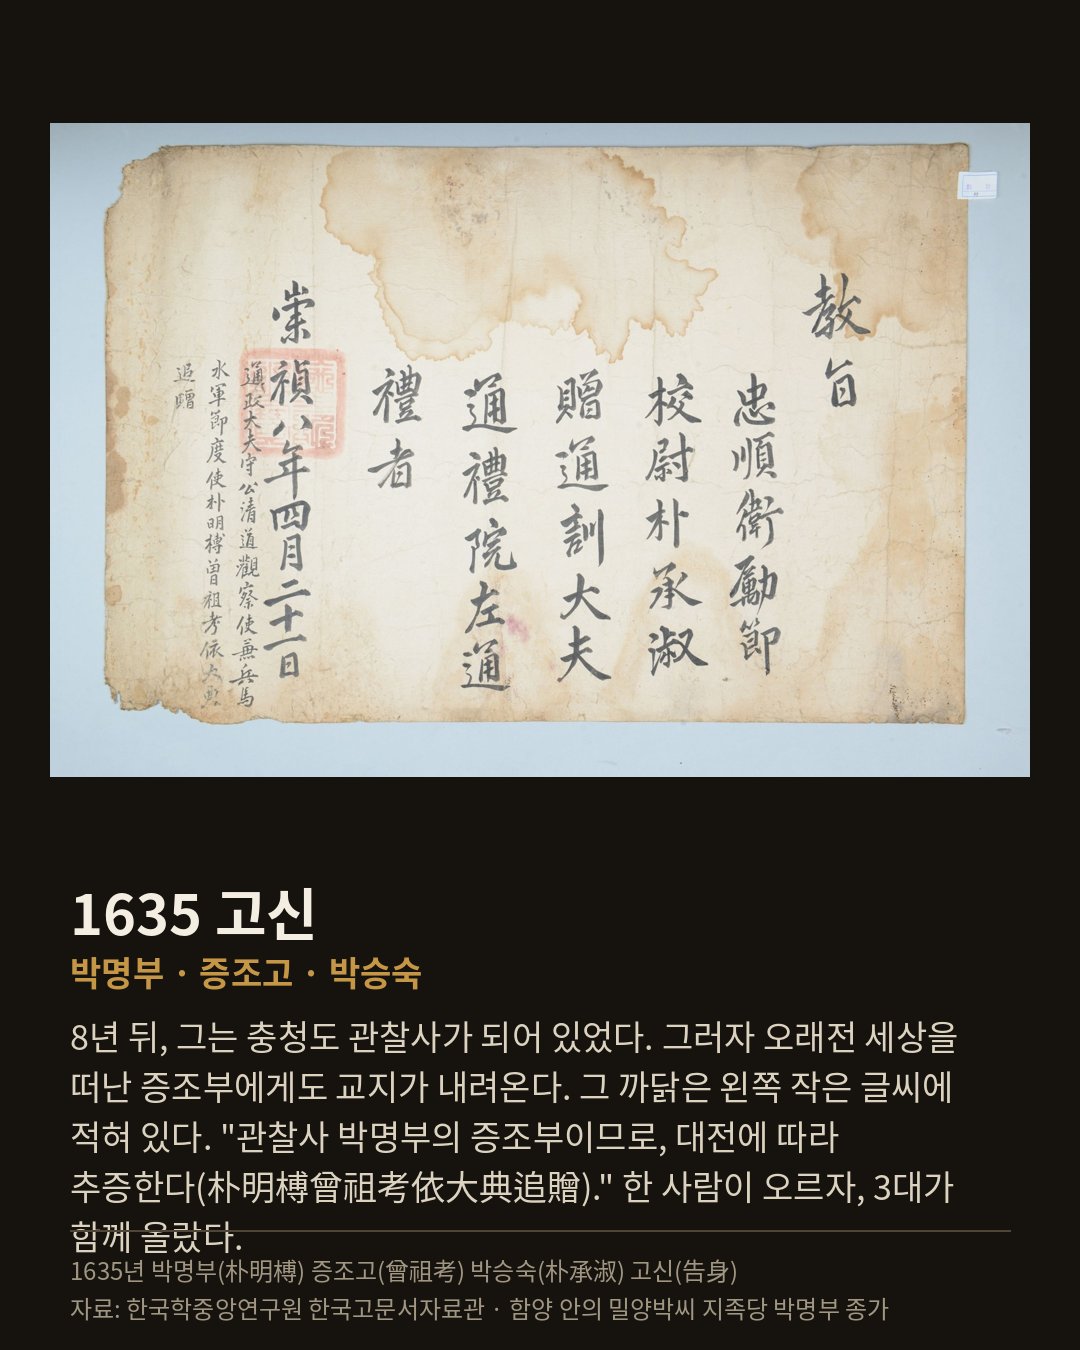 教旨
忠順衛勵節
校尉朴承淑
贈通訓大夫
通禮院左通
禮者
崇禎八年四月二十一日
通政大夫守公清道觀察使兼兵馬
水軍節度使朴明榑曾祖考依大典
追贈
1635 고신
박명부 · 증조고 · 박승숙
8년 뒤, 그는 충청도 관찰사가 되어 있었다. 그러자 오래전 세상을
떠난 증조부에게도 교지가 내려온다. 그 까닭은 왼쪽 작은 글씨에
적혀 있다. "관찰사 박명부의 증조부이므로, 대전에 따라
추증한다(朴明榑曾祖考依大典追贈)." 한 사람이 오르자, 3대가
함께 올랐다.
1635년 박명부(朴明榑) 증조고(曾祖考) 박승숙(朴承淑) 고신(告身)
자료: 한국학중앙연구원 한국고문서자료관 · 함양 안의 밀양박씨 지족당 박명부 종가